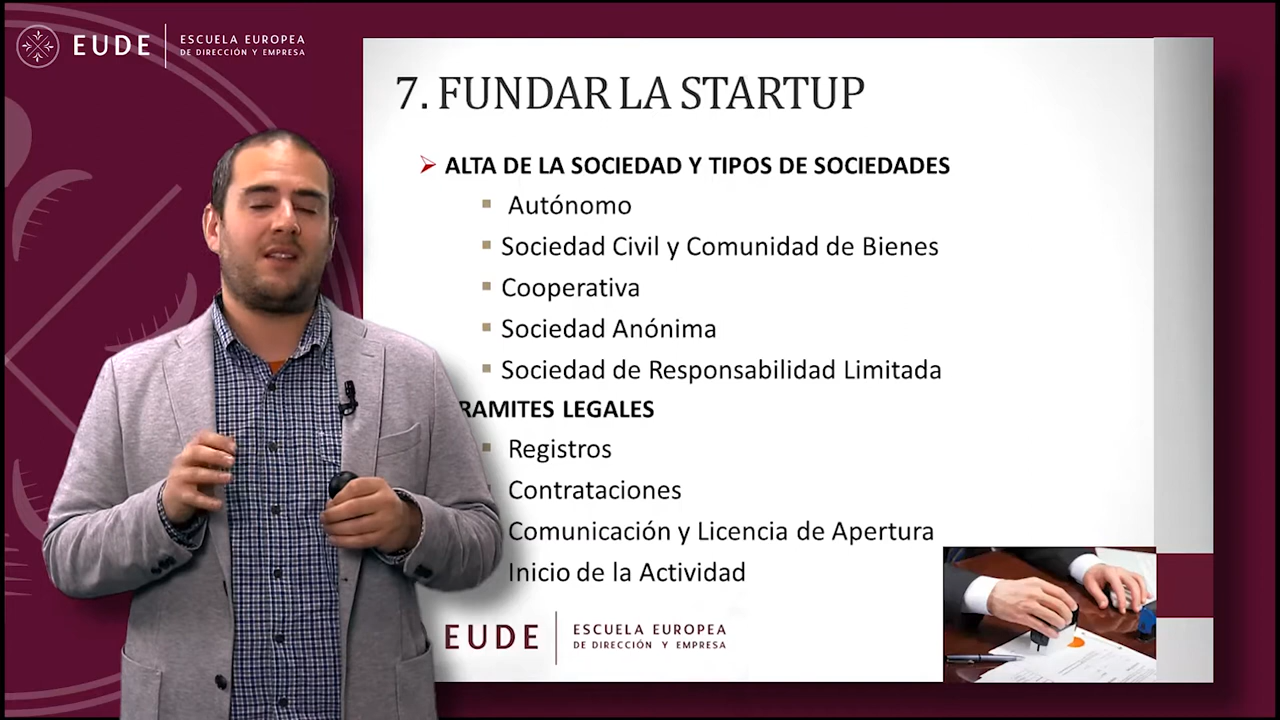 EUDE
ESCUELA EUROPEA
DE DIRECCIÓN Y EMPRESA
7. FUNDAR LA STARTUP
ALTA DE LA SOCIEDAD Y TIPOS DE SOCIEDADES
Autónomo
Sociedad Civil y Comunidad de Bienes
Cooperativa
Sociedad Anónima
Sociedad de Responsabilidad Limitada
RAMITES LEGALES
Registros
Contrataciones
Comunicación y Licencia de Apertura
Inicio de la Actividad
EUDE
ESCUELA EUROPEA
DE DIRECCIÓN Y EMPRESA